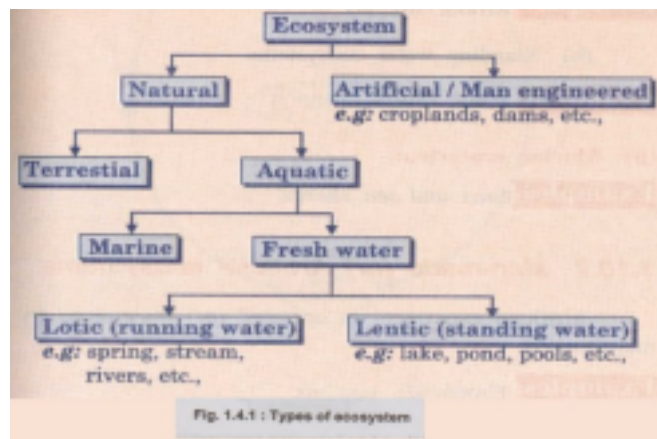 Ecosystem
Natural
Artificial / Man engineered
e.g: croplands, dams, etc.,
Terrestial
Aquatic
Marine
Fresh water
Lotic (running water)
e.g: spring, stream,
rivers, etc.,
Lentic (standing water)
e.g: lake, pond, pools, etc.,
Fig. 1.4.1 : Types of ecosystem